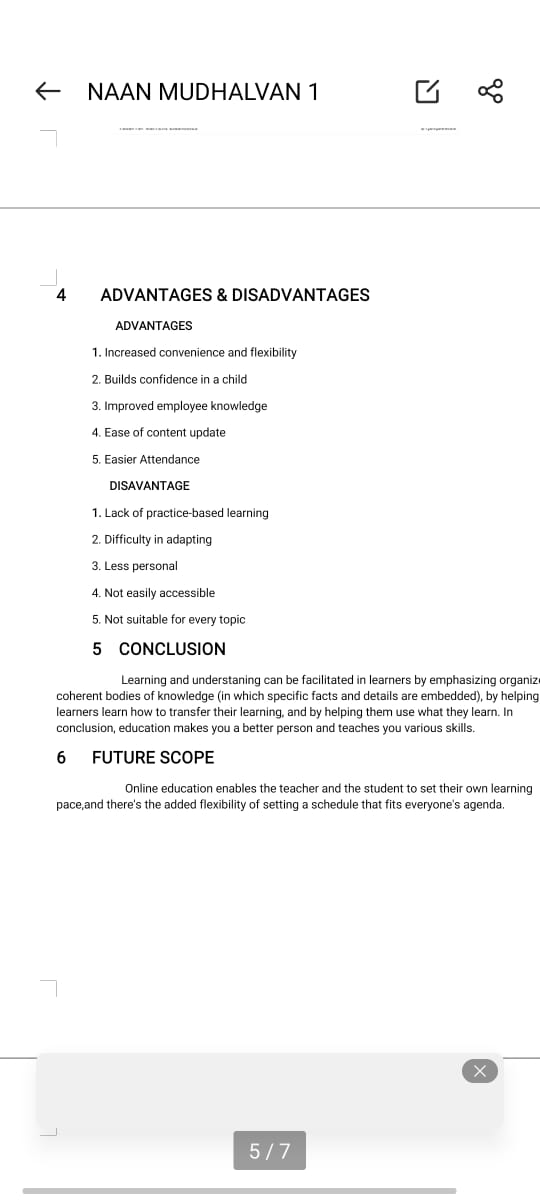 NAAN MUDHALVAN 1
4 ADVANTAGES & DISADVANTAGES
ADVANTAGES
1. Increased convenience and flexibility
2. Builds confidence in a child
3. Improved employee knowledge
4. Ease of content update
5. Easier Attendance
DISAVANTAGE
1. Lack of practice-based learning
2. Difficulty in adapting
3. Less personal
4. Not easily accessible
5. Not suitable for every topic
5 CONCLUSION
Learning and understaning can be facilitated in learners by emphasizing organize
coherent bodies of knowledge (in which specific facts and details are embedded), by helping
learners learn how to transfer their learning, and by helping them use what they learn. In
conclusion, education makes you a better person and teaches you various skills.
6 FUTURE SCOPE
Online education enables the teacher and the student to set their own learning
pace,and there's the added flexibility of setting a schedule that fits everyone's agenda.
5 / 7